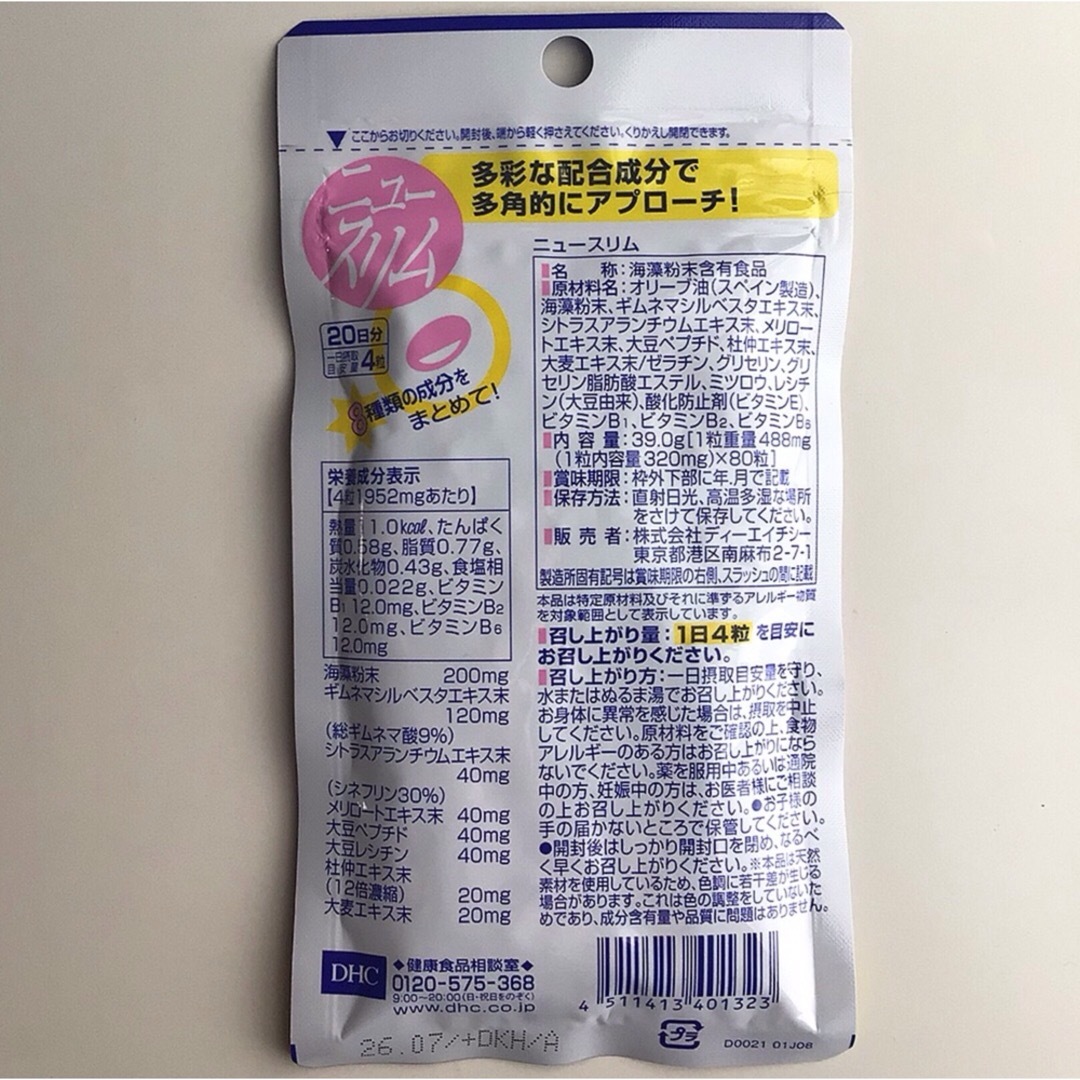 ▼ここからお切りください。開封後、端から軽く押さえてください。くりかえし開閉できます。
ニュー
スリム
多彩な配合成分で
多角的にアプローチ!
20日分
一日摂取
目安量 4粒
8種類の成分を
まとめて!
栄養成分表示
[4粒1952mgあたり]
熱量11.0kcal、たんぱく
質0.58g、脂質0.77g、
炭水化物0.43g、食塩相
当量0.022g、ビタミン
B1 12.0mg、ビタミンB2
12.0mg、ビタミンB6
12.0mg
海藻粉末 200mg
ギムネマシルベスタエキス末
120mg
(総ギムネマ酸9%)
シトラスアランチウムエキス末
40mg
(シネフリン30%)
メリロートエキス末 40mg
大豆ペプチド 40mg
大豆レシチン 40mg
杜仲エキス末
(12倍濃縮) 20mg
大麦エキス末 20mg
ニュースリム
■名 称:海藻粉末含有食品
■原材料名:オリーブ油(スペイン製造)、
海藻粉末、ギムネマシルベスタエキス末、
シトラスアランチウムエキス末、メリロー
トエキス末、大豆ペプチド、杜仲エキス末、
大麦エキス末/ゼラチン、グリセリン、グリ
セリン脂肪酸エステル、ミツロウ、レシチ
ン(大豆由来)、酸化防止剤(ビタミンE)、
ビタミンB1、ビタミンB2、ビタミンB6
■内 容 量:39.0g[1粒重量488mg
(1粒内容量320mg)×80粒]
■賞味期限:枠外下部に年.月で記載
■保存方法:直射日光、高温多湿な場所
をさけて保存してください。
■販 売 者:株式会社ディーエイチシー
東京都港区南麻布2-7-1
製造所固有記号は賞味期限の右側、スラッシュの間に記載
本品は特定原材料及びそれに準ずるアレルギー物質
を対象範囲として表示しています。
■召し上がり量:1日4粒を目安に
お召し上がりください。
■召し上がり方:一日摂取目安量を守り、
水またはぬるま湯でお召し上がりください。
お身体に異常を感じた場合は、摂取を中止
してください。原材料をご確認の上、食物
アレルギーのある方はお召し上がりになら
ないでください。薬を服用中あるいは通院
中の方、妊娠中の方は、お医者様にご相談
の上お召し上がりください。●お子様の
手の届かないところで保管してください。
●開封後はしっかり開封口を閉め、なるべ
く早くお召し上がりください。※本品は天然
素材を使用しているため、色調に若干差が生じる
場合があります。これは色の調整をしていないた
めであり、成分含有量や品質に問題はありません。
DHC
◆健康食品相談室◆
0120-575-368
9:00~20:00(日・祝日をのぞく)
www.dhc.co.jp
4 511413 401323
プラ
D0021 01J08
26.07/+DKH/A